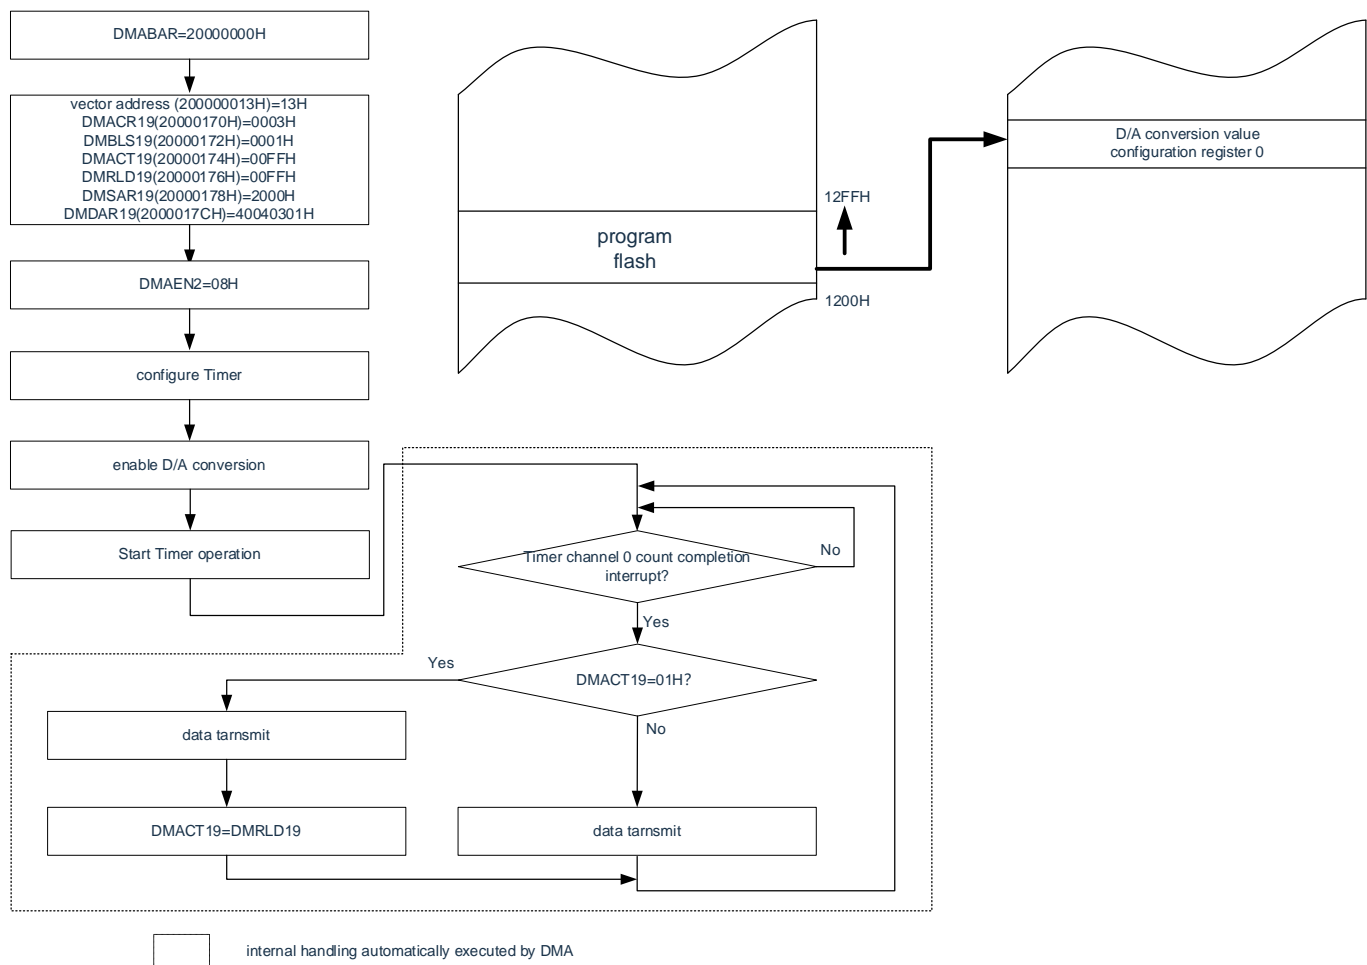 DMABAR=20000000H
vector address (200000013H)=13H
DMACR19(20000170H)=0003H
DMBLS19(20000172H)=0001H
DMACT19(20000174H)=00FFH
DMRLD19(20000176H)=00FFH
DMSAR19(20000178H)=2000H
DMDAR19(2000017CH)=40040301H
DMAEN2=08H
configure Timer
enable D/A conversion
Start Timer operation
program
flash
12FFH
1200H
D/A conversion value
configuration register 0
Timer channel 0 count completion
interrupt?
No
Yes
DMACT19=01H?
Yes
No
data tarnsmit
DMACT19=DMRLD19
data tarnsmit
internal handling automatically executed by DMA